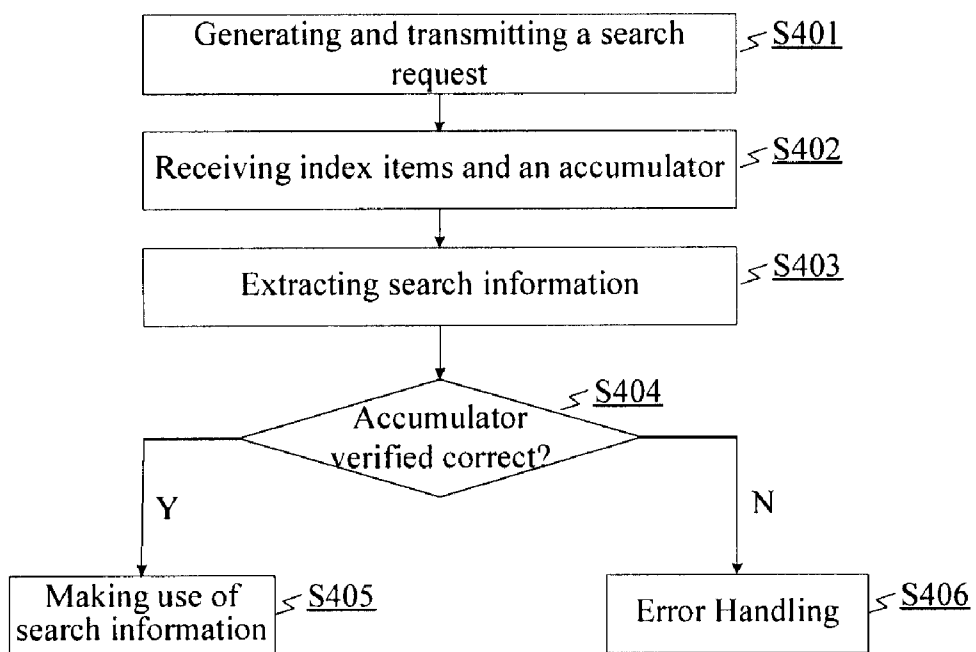 Generating and transmitting a search
request
S401
Receiving index items and an accumulator
S402
Extracting search information
S403
S404
Accumulator
verified correct?
Y
N
Making use of
search information
S405
Error Handling
S406